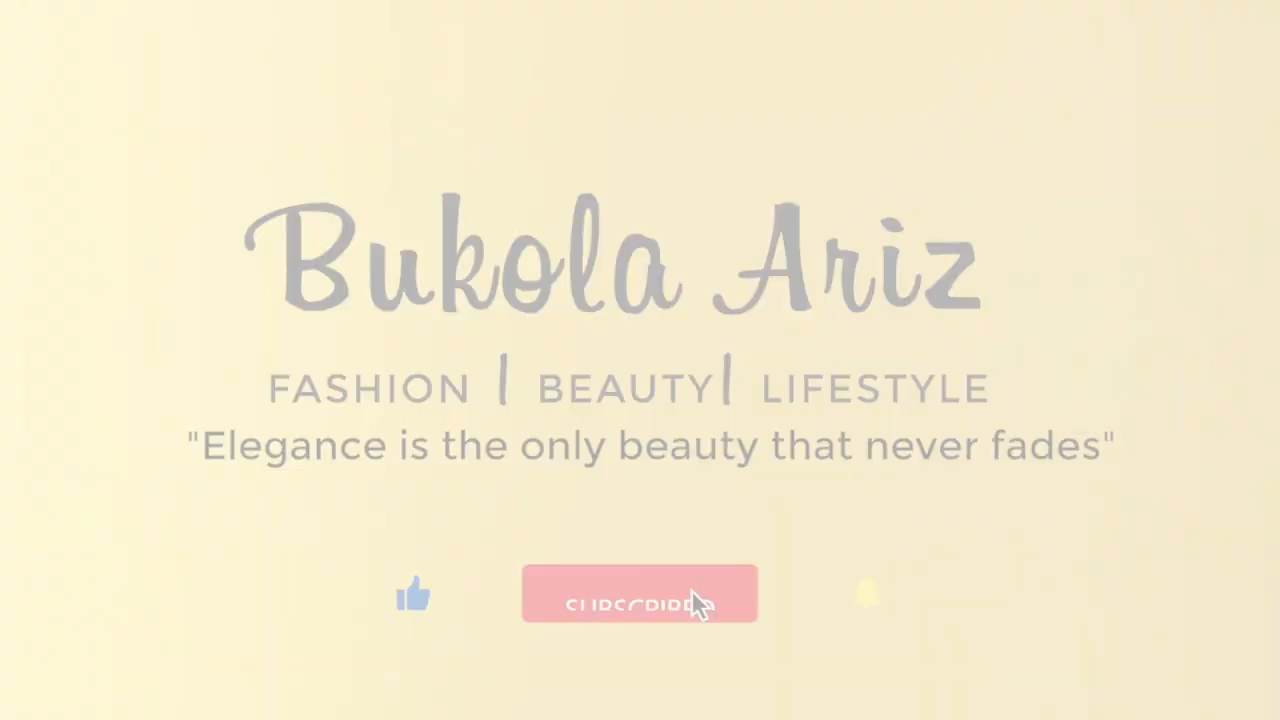 Bukola Ariz
FASHION | BEAUTY | LIFESTYLE
"Elegance is the only beauty that never fades"